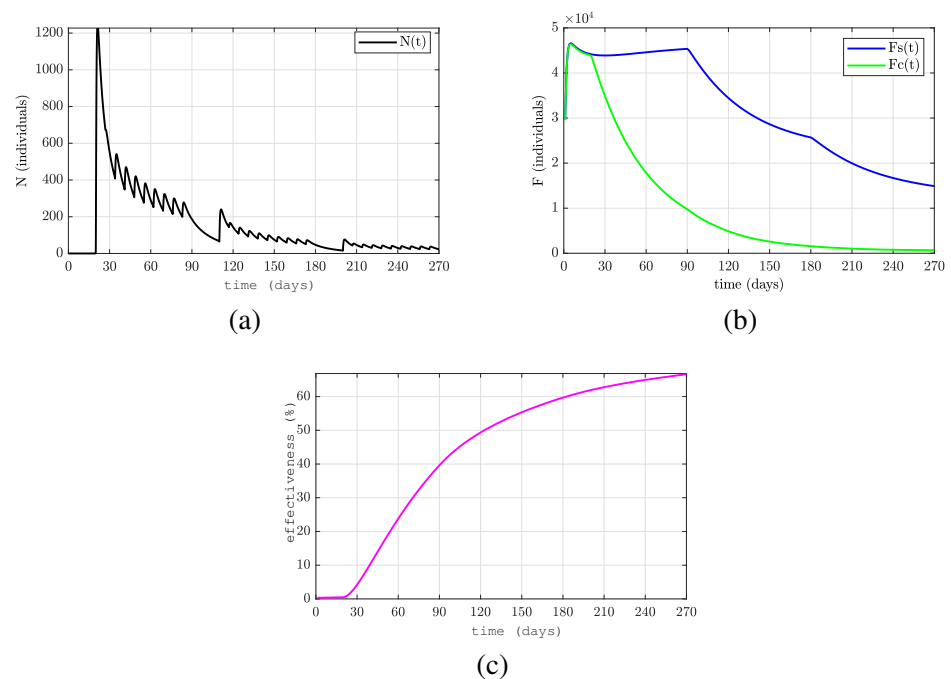 1200
1000
800
600
400
200
0
N (individuals)
N(t)
0 30 60 90 120 150 180 210 240 270
time (days)
(a)
×10⁴
5
4
3
2
1
0
F (individuals)
Fs(t)
Fc(t)
0 30 60 90 120 150 180 210 240 270
time (days)
(b)
60
50
40
30
20
10
0
effectiveness (%)
0 30 60 90 120 150 180 210 240 270
time (days)
(c)